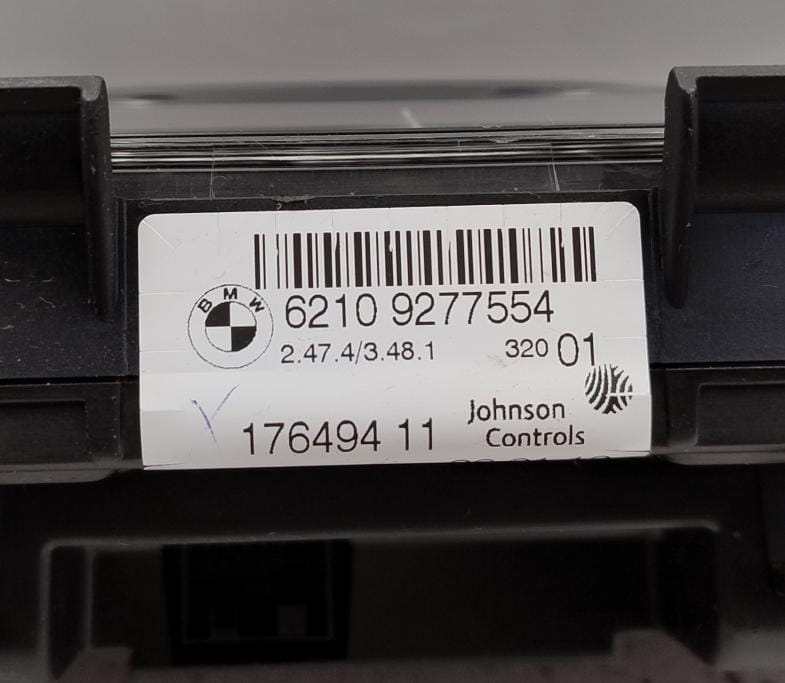 BMW
6210 9277554
2.47.4/3.48.1 320 01
Johnson
Controls
176494 11